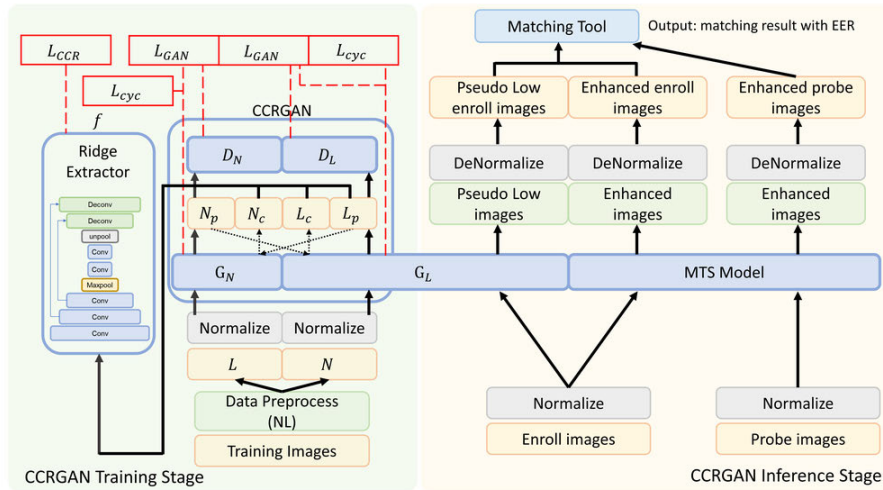 Matching Tool
Output: matching result with EER
L_CCR
L_GAN
L_GAN
L_cyc
L_cyc
f
CCRGAN
Pseudo Low
enroll images
Enhanced enroll
images
Enhanced probe
images
Ridge
Extractor
D_N
D_L
DeNormalize
DeNormalize
DeNormalize
Deconv
Deconv
unpool
Conv
Conv
Maxpool
Conv
Conv
Conv
N_p
N_c
L_c
L_p
Pseudo Low
images
Enhanced
images
Enhanced
images
G_N
G_L
MTS Model
Normalize
Normalize
L
N
Data Preprocess
(NL)
Training Images
Normalize
Normalize
Enroll images
Probe images
CCRGAN Training Stage
CCRGAN Inference Stage